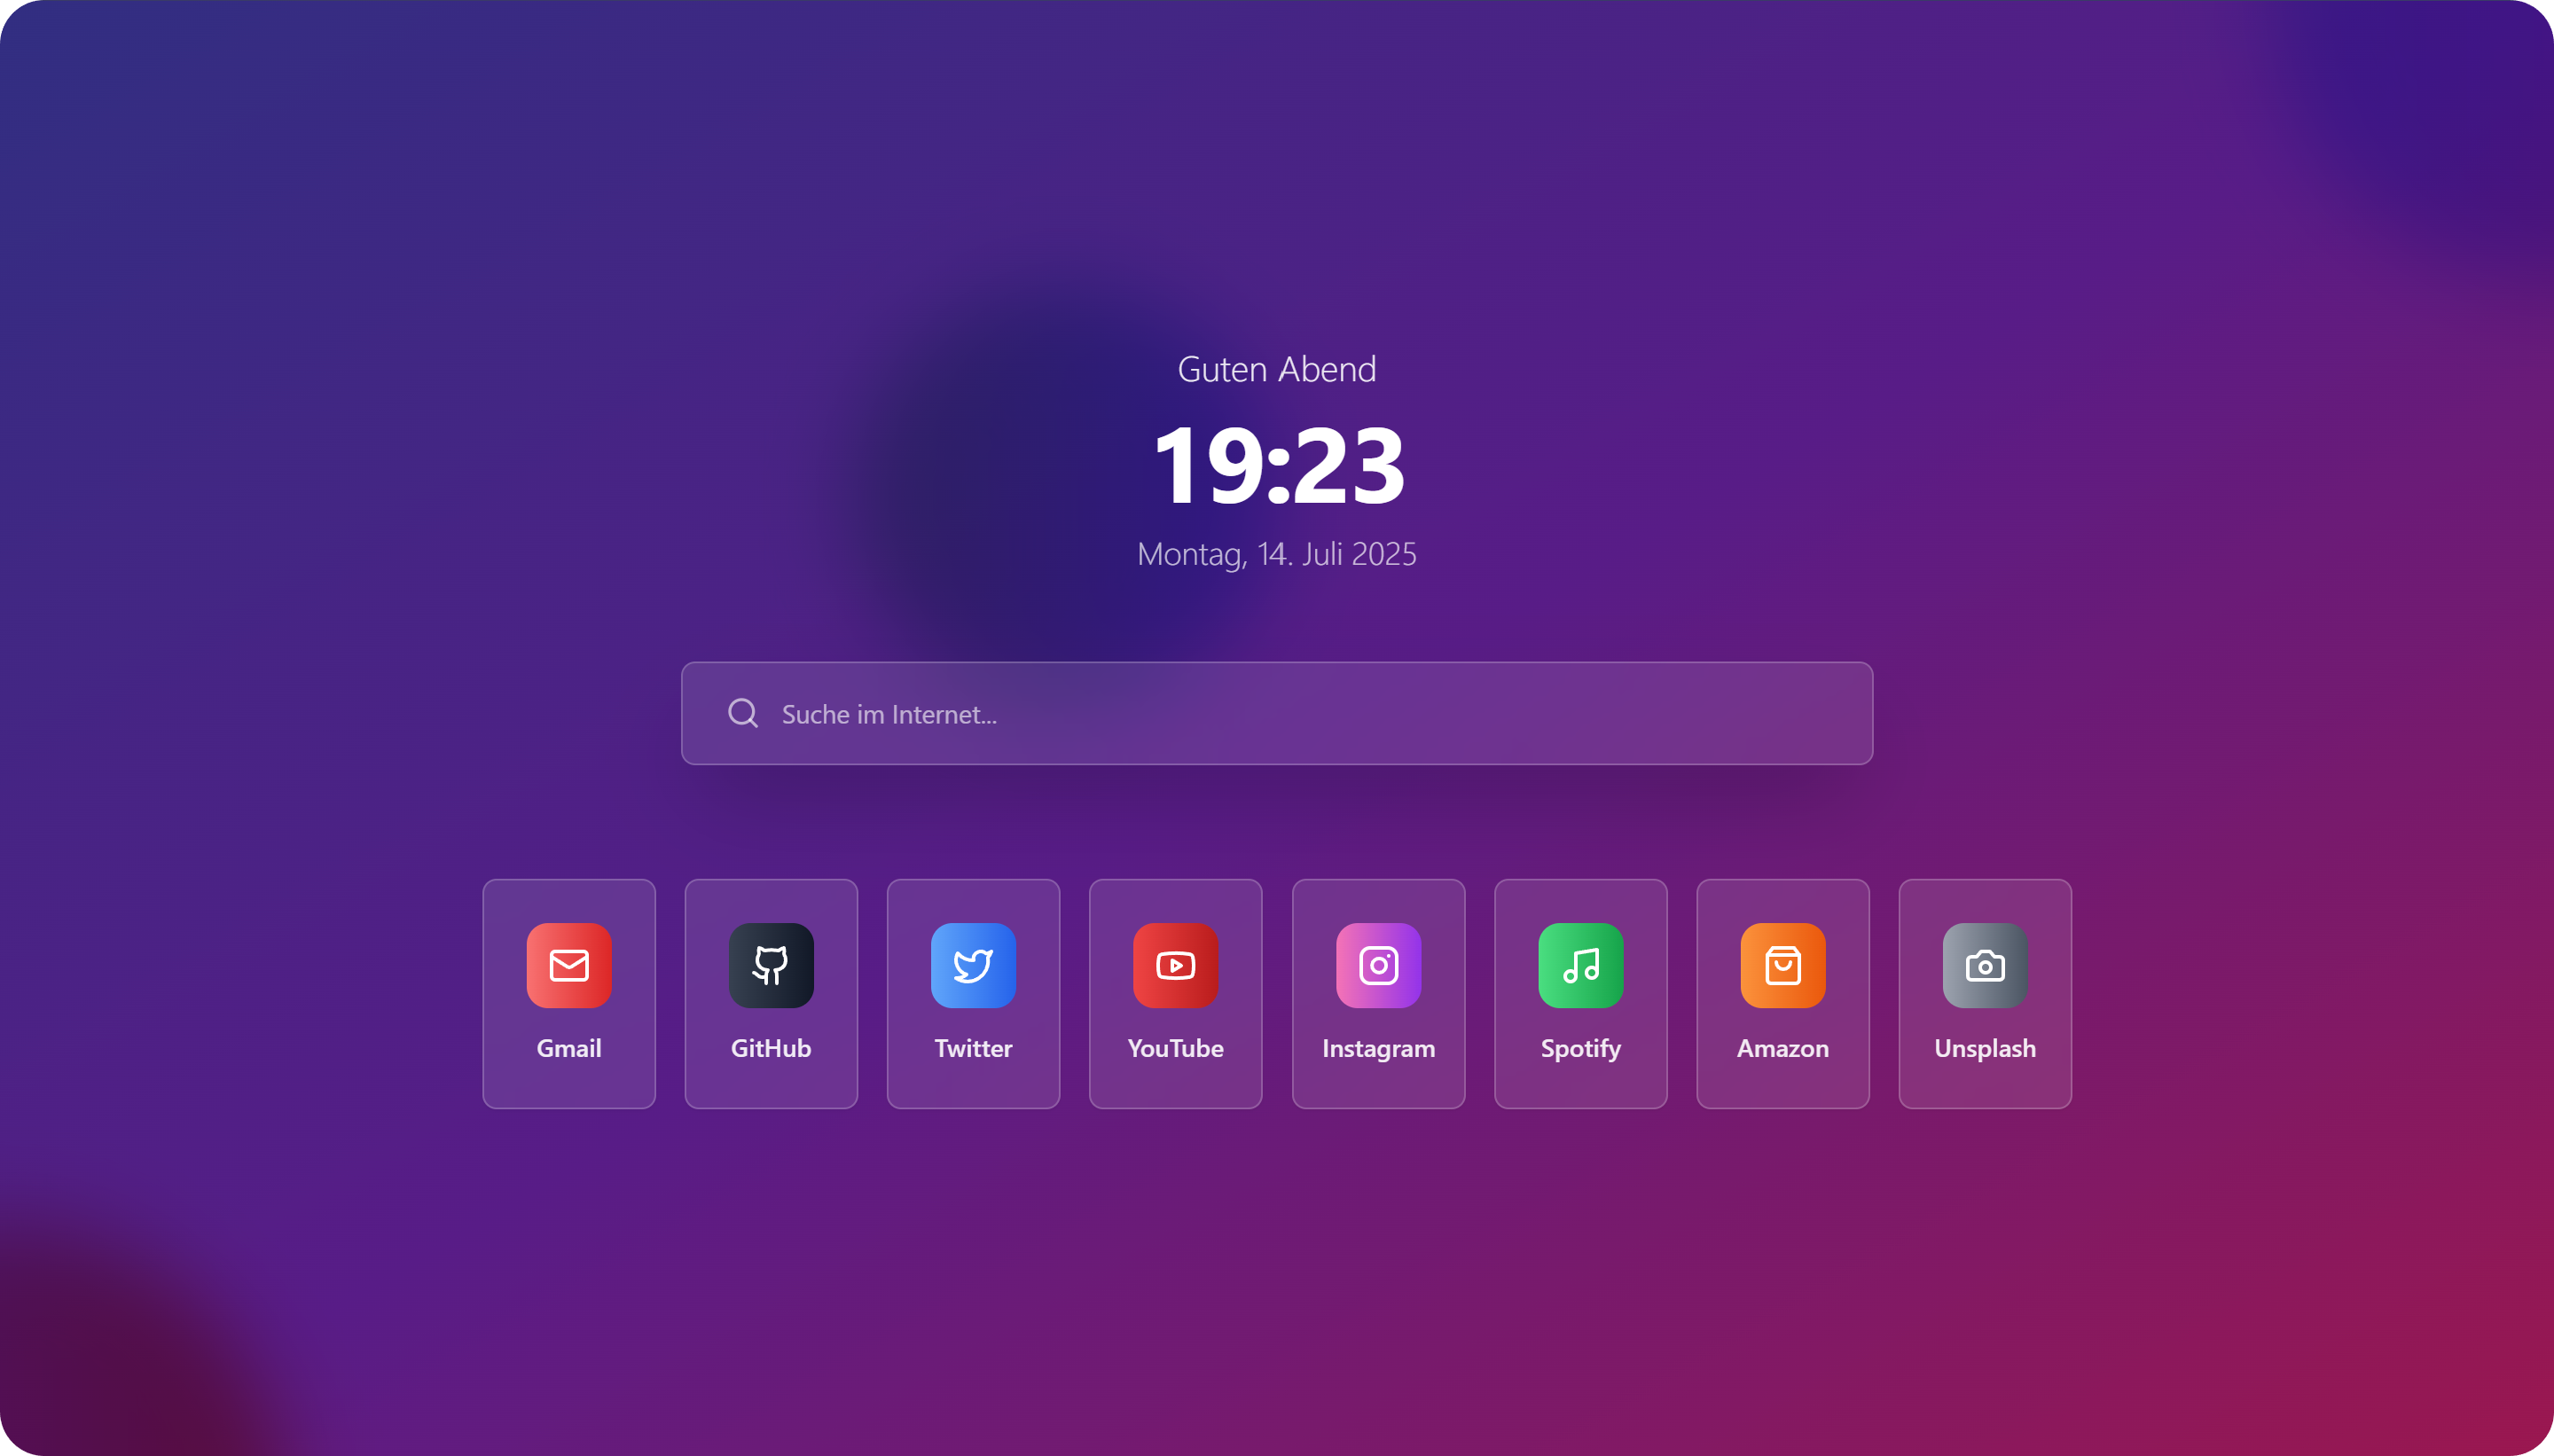 Guten Abend
19:23
Montag, 14. Juli 2025
Suche im Internet...
Gmail
GitHub
Twitter
YouTube
Instagram
Spotify
Amazon
Unsplash